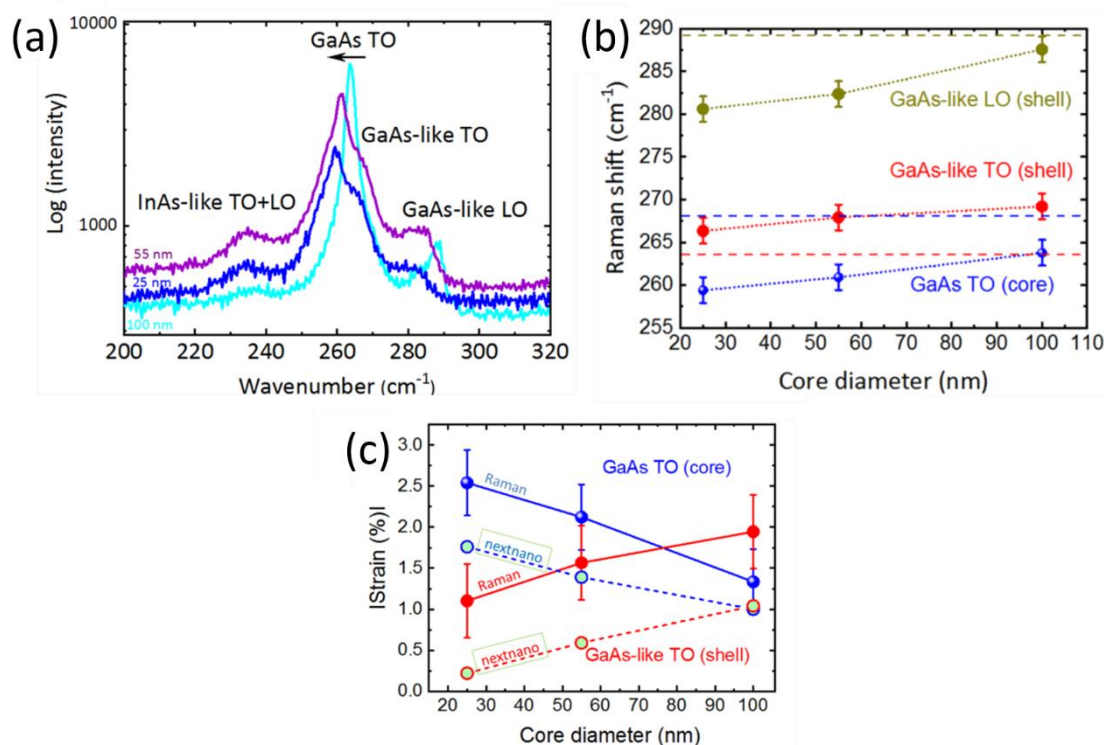 (a)
10000
1000
Log (intensity)
GaAs TO
GaAs-like TO
InAs-like TO+LO
GaAs-like LO
55 nm
25 nm
100 nm
200 220 240 260 280 300 320
Wavenumber (cm⁻¹)
(b)
290
285
280
275
270
265
260
255
Raman shift (cm⁻¹)
GaAs-like LO (shell)
GaAs-like TO (shell)
GaAs TO (core)
20 30 40 50 60 70 80 90 100 110
Core diameter (nm)
(c)
3.0
2.5
2.0
1.5
1.0
0.5
0.0
|Strain (%)|
GaAs TO (core)
Raman
nextnano
Raman
nextnano
GaAs-like TO (shell)
20 30 40 50 60 70 80 90 100
Core diameter (nm)